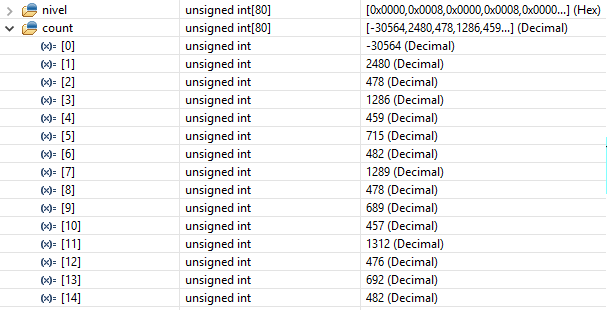 nivel unsigned int[80] [0x0000,0x0008,0x0000,0x0008,0x0000...] (Hex)
count unsigned int[80] [-30564,2480,478,1286,459...] (Decimal)
(x)= [0] unsigned int -30564 (Decimal)
(x)= [1] unsigned int 2480 (Decimal)
(x)= [2] unsigned int 478 (Decimal)
(x)= [3] unsigned int 1286 (Decimal)
(x)= [4] unsigned int 459 (Decimal)
(x)= [5] unsigned int 715 (Decimal)
(x)= [6] unsigned int 482 (Decimal)
(x)= [7] unsigned int 1289 (Decimal)
(x)= [8] unsigned int 478 (Decimal)
(x)= [9] unsigned int 689 (Decimal)
(x)= [10] unsigned int 457 (Decimal)
(x)= [11] unsigned int 1312 (Decimal)
(x)= [12] unsigned int 476 (Decimal)
(x)= [13] unsigned int 692 (Decimal)
(x)= [14] unsigned int 482 (Decimal)